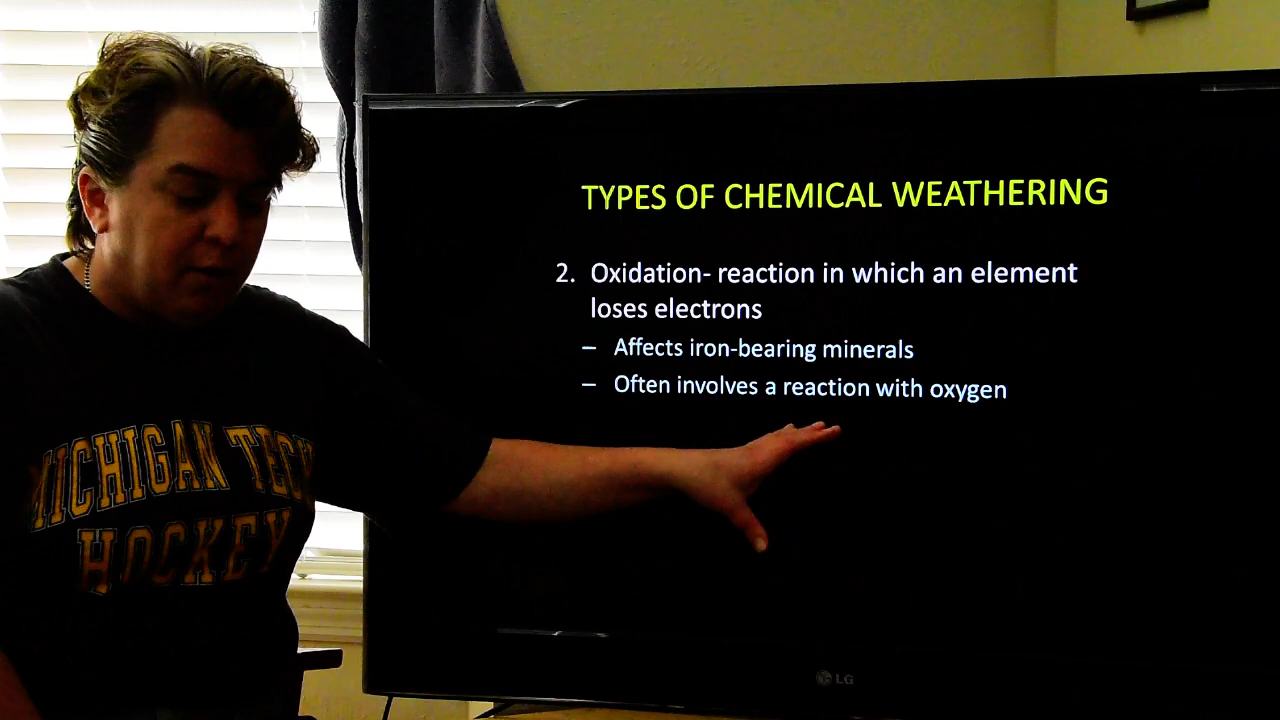 TYPES OF CHEMICAL WEATHERING
2. Oxidation- reaction in which an element
loses electrons
– Affects iron-bearing minerals
– Often involves a reaction with oxygen
MICHIGAN TECH
HOCKEY
LG